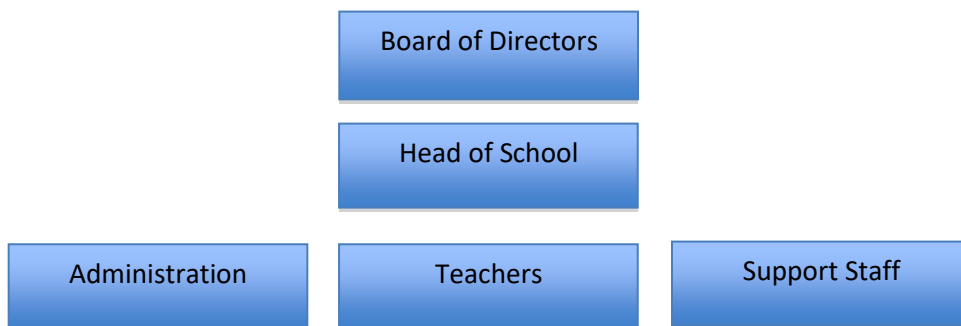 Board of Directors
Head of School
Administration
Teachers
Support Staff